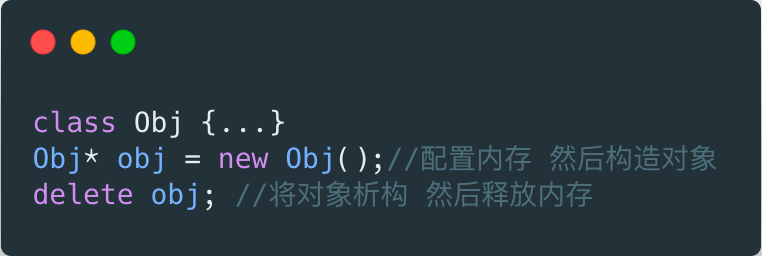 class Obj {...}
Obj* obj = new Obj();//配置内存 然后构造对象
delete obj; //将对象析构 然后释放内存